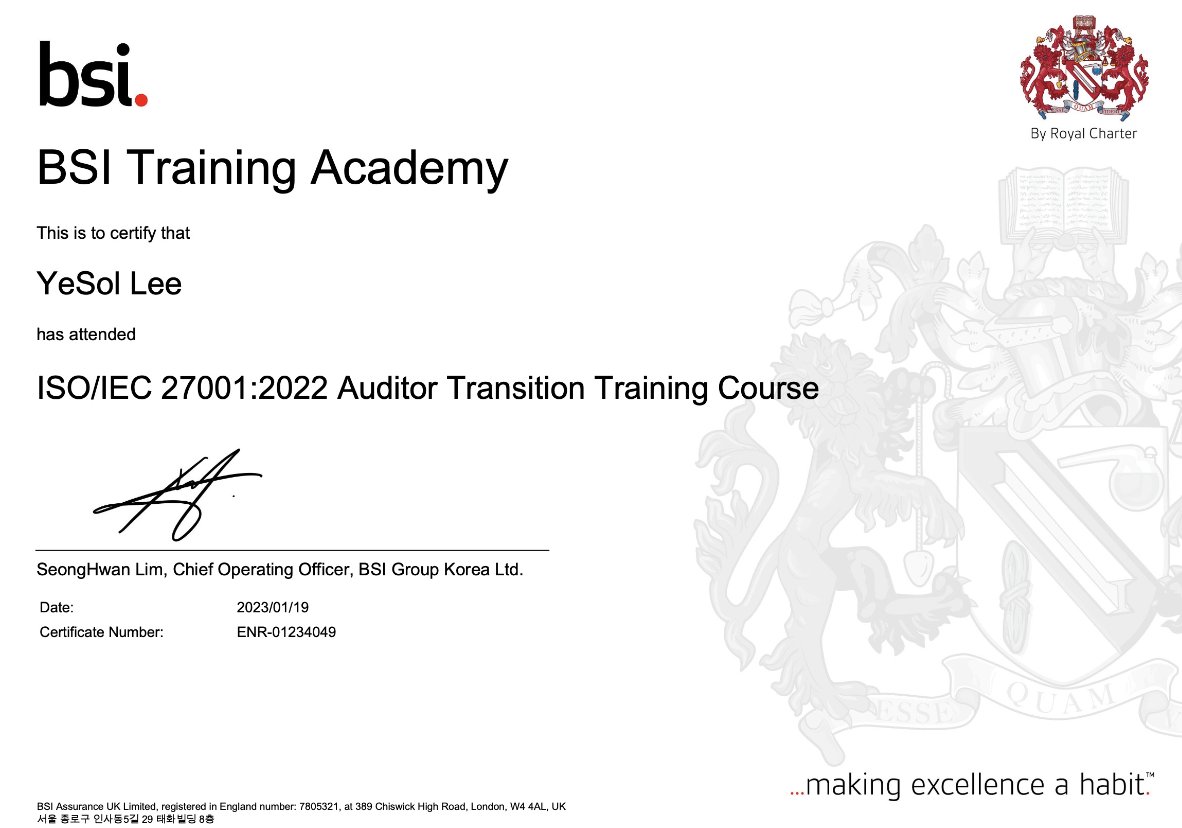 bsi.
By Royal Charter
BSI Training Academy
This is to certify that
YeSol Lee
has attended
ISO/IEC 27001:2022 Auditor Transition Training Course
SeongHwan Lim, Chief Operating Officer, BSI Group Korea Ltd.
Date: 2023/01/19
Certificate Number: ENR-01234049
ESSE QUAM
...making excellence a habit.™
BSI Assurance UK Limited, registered in England number: 7805321, at 389 Chiswick High Road, London, W4 4AL, UK
서울 종로구 인사동5길 29 태화빌딩 8층